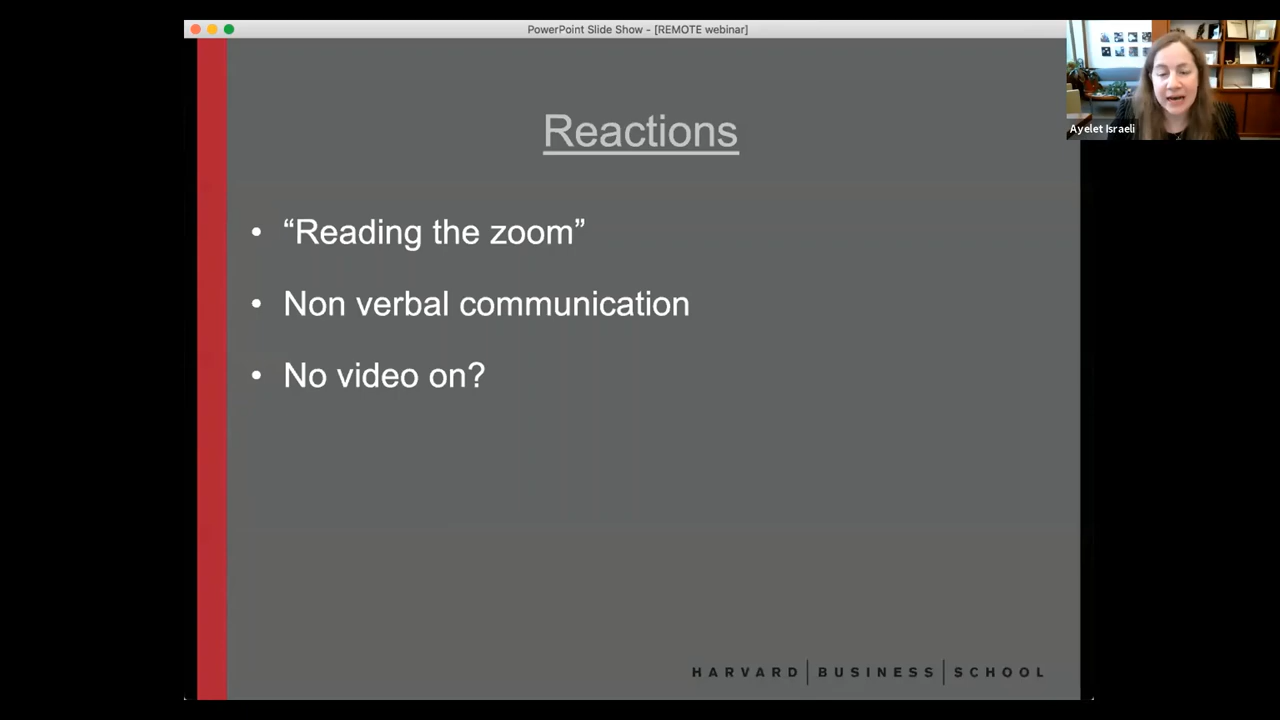 PowerPoint Slide Show - [REMOTE webinar]
Ayelet Israeli
Reactions
• “Reading the zoom”
• Non verbal communication
• No video on?
HARVARD | BUSINESS | SCHOOL